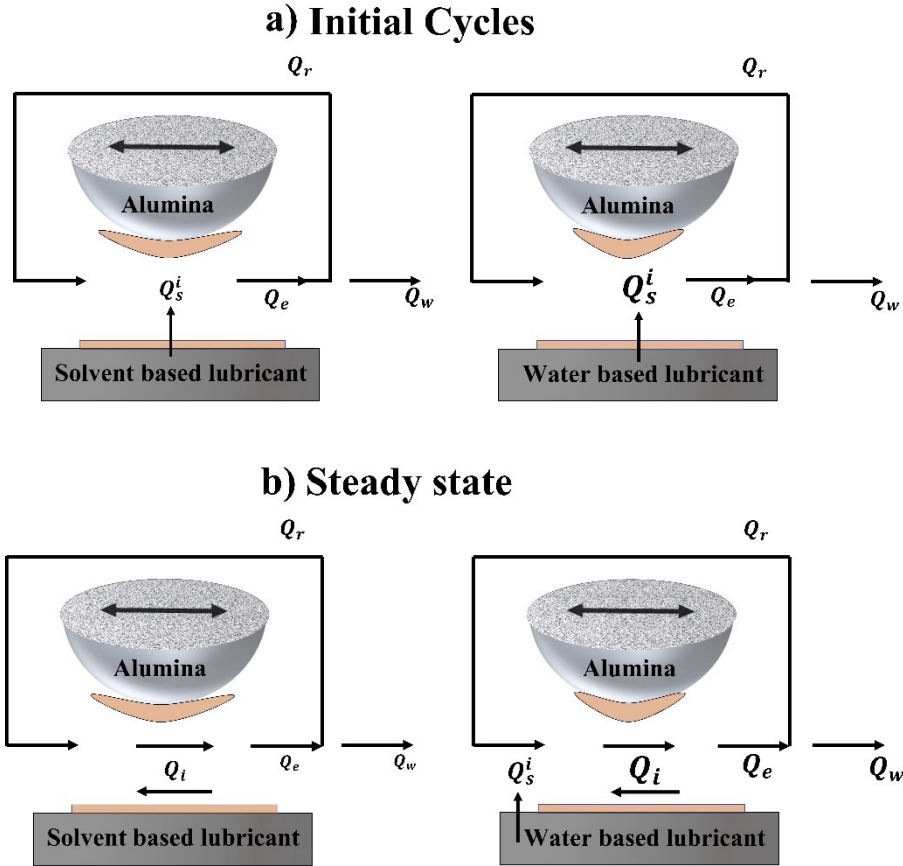 a) Initial Cycles
Q_r
Q_r
Alumina
Alumina
Q_s^i
Q_e
Q_w
Q_s^i
Q_e
Q_w
Solvent based lubricant
Water based lubricant
b) Steady state
Q_r
Q_r
Alumina
Alumina
Q_i
Q_e
Q_w
Q_s^i
Q_i
Q_e
Q_w
Solvent based lubricant
Water based lubricant